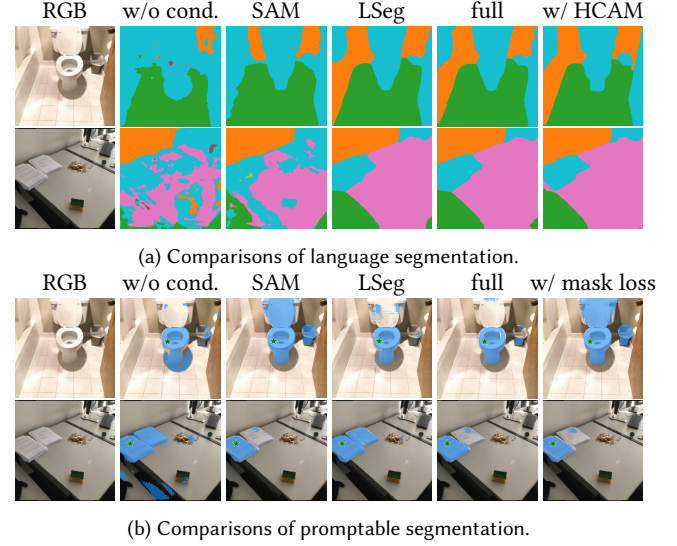 RGB w/o cond. SAM LSeg full w/ HCAM
(a) Comparisons of language segmentation.
RGB w/o cond. SAM LSeg full w/ mask loss
(b) Comparisons of promptable segmentation.